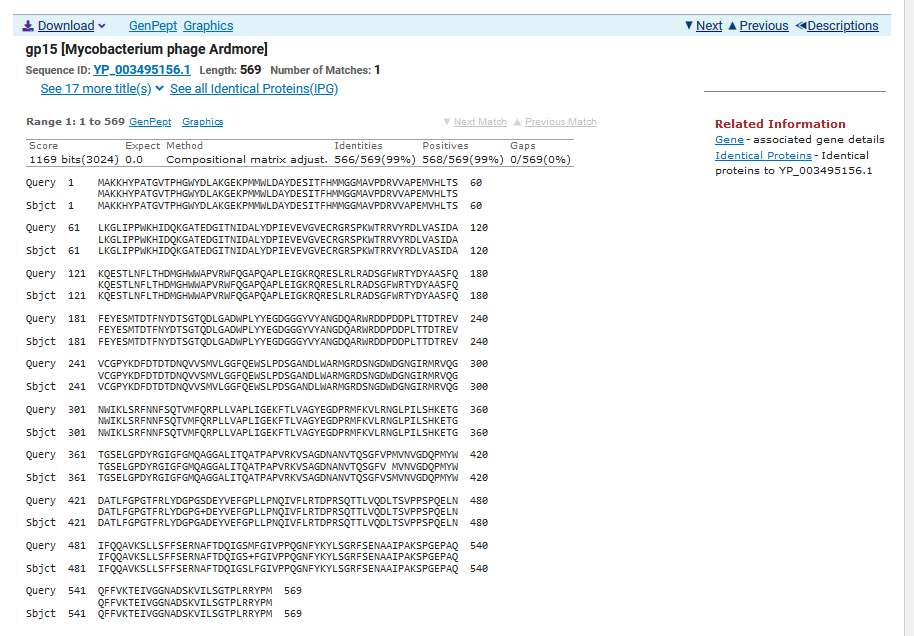 Download GenPept Graphics Next Previous Descriptions
gp15 [Mycobacterium phage Ardmore]
Sequence ID: YP_003495156.1 Length: 569 Number of Matches: 1
See 17 more title(s) See all Identical Proteins(IPG)
Range 1: 1 to 569 GenPept Graphics Next Match Previous Match
Related Information
Gene - associated gene details
Identical Proteins - Identical
proteins to YP_003495156.1
Score Expect Method Identities Positives Gaps
1169 bits(3024) 0.0 Compositional matrix adjust. 566/569(99%) 568/569(99%) 0/569(0%)
Query 1 MAKKHYPATGVTPHGWYDLAKGEKPMMWLDAYDESITFHMMGGMAVPDRVVAPEMVHLTS 60
MAKKHYPATGVTPHGWYDLAKGEKPMMWLDAYDESITFHMMGGMAVPDRVVAPEMVHLTS
Sbjct 1 MAKKHYPATGVTPHGWYDLAKGEKPMMWLDAYDESITFHMMGGMAVPDRVVAPEMVHLTS 60
Query 61 LKGLIPPWKHIDQKGATEDGITNIDALYDPIEVEVGVECRGRSPKWTRRVYRDLVASIDA 120
LKGLIPPWKHIDQKGATEDGITNIDALYDPIEVEVGVECRGRSPKWTRRVYRDLVASIDA
Sbjct 61 LKGLIPPWKHIDQKGATEDGITNIDALYDPIEVEVGVECRGRSPKWTRRVYRDLVASIDA 120
Query 121 KQESTLNFLTHDMGHWWAPVRWFQGAPQAPLEIGKRQRESLRLRADSGFWRTYDYAASFQ 180
KQESTLNFLTHDMGHWWAPVRWFQGAPQAPLEIGKRQRESLRLRADSGFWRTYDYAASFQ
Sbjct 121 KQESTLNFLTHDMGHWWAPVRWFQGAPQAPLEIGKRQRESLRLRADSGFWRTYDYAASFQ 180
Query 181 FEYESMTDTFNYDTSGTQDLGADWPLYYEGDGGGYVYANGDQARWRDDPDDPLTTDTREV 240
FEYESMTDTFNYDTSGTQDLGADWPLYYEGDGGGYVYANGDQARWRDDPDDPLTTDTREV
Sbjct 181 FEYESMTDTFNYDTSGTQDLGADWPLYYEGDGGGYVYANGDQARWRDDPDDPLTTDTREV 240
Query 241 VCGPYKDFDTDTDNQVVSMVLGGFQEWSLPDSGANDLWARMGRDSNGDWDGNGIRMRVQG 300
VCGPYKDFDTDTDNQVVSMVLGGFQEWSLPDSGANDLWARMGRDSNGDWDGNGIRMRVQG
Sbjct 241 VCGPYKDFDTDTDNQVVSMVLGGFQEWSLPDSGANDLWARMGRDSNGDWDGNGIRMRVQG 300
Query 301 NWIKLSRFNNFSQTVMFQRPLLVAPLIGEKFTLVAGYEGDPRMFKVLRNGLPILSHKETG 360
NWIKLSRFNNFSQTVMFQRPLLVAPLIGEKFTLVAGYEGDPRMFKVLRNGLPILSHKETG
Sbjct 301 NWIKLSRFNNFSQTVMFQRPLLVAPLIGEKFTLVAGYEGDPRMFKVLRNGLPILSHKETG 360
Query 361 TGSELGPDYRGIGFGMQAGGALITQATPAPVRKVSAGDNANVTQSGFVPMVNVGDQPMYW 420
TGSELGPDYRGIGFGMQAGGALITQATPAPVRKVSAGDNANVTQSGFV MVNVGDQPMYW
Sbjct 361 TGSELGPDYRGIGFGMQAGGALITQATPAPVRKVSAGDNANVTQSGFVSMVNVGDQPMYW 420
Query 421 DATLFGPGTFRLYDGPGSDEYVEFGPLLPNQIVFLRTDPRSQTTLVQDLTSVPPSPQELN 480
DATLFGPGTFRLYDGPG+DEYVEFGPLLPNQIVFLRTDPRSQTTLVQDLTSVPPSPQELN
Sbjct 421 DATLFGPGTFRLYDGPGADEYVEFGPLLPNQIVFLRTDPRSQTTLVQDLTSVPPSPQELN 480
Query 481 IFQQAVKSLLSFFSERNAFTDQIGSMFGIVPPQGNFYKYLSGRFSENAAIPAKSPGEPAQ 540
IFQQAVKSLLSFFSERNAFTDQIGS+FGIVPPQGNFYKYLSGRFSENAAIPAKSPGEPAQ
Sbjct 481 IFQQAVKSLLSFFSERNAFTDQIGSLFGIVPPQGNFYKYLSGRFSENAAIPAKSPGEPAQ 540
Query 541 QFFVKTEIVGGNADSKVILSGTPLRRYPM 569
QFFVKTEIVGGNADSKVILSGTPLRRYPM
Sbjct 541 QFFVKTEIVGGNADSKVILSGTPLRRYPM 569